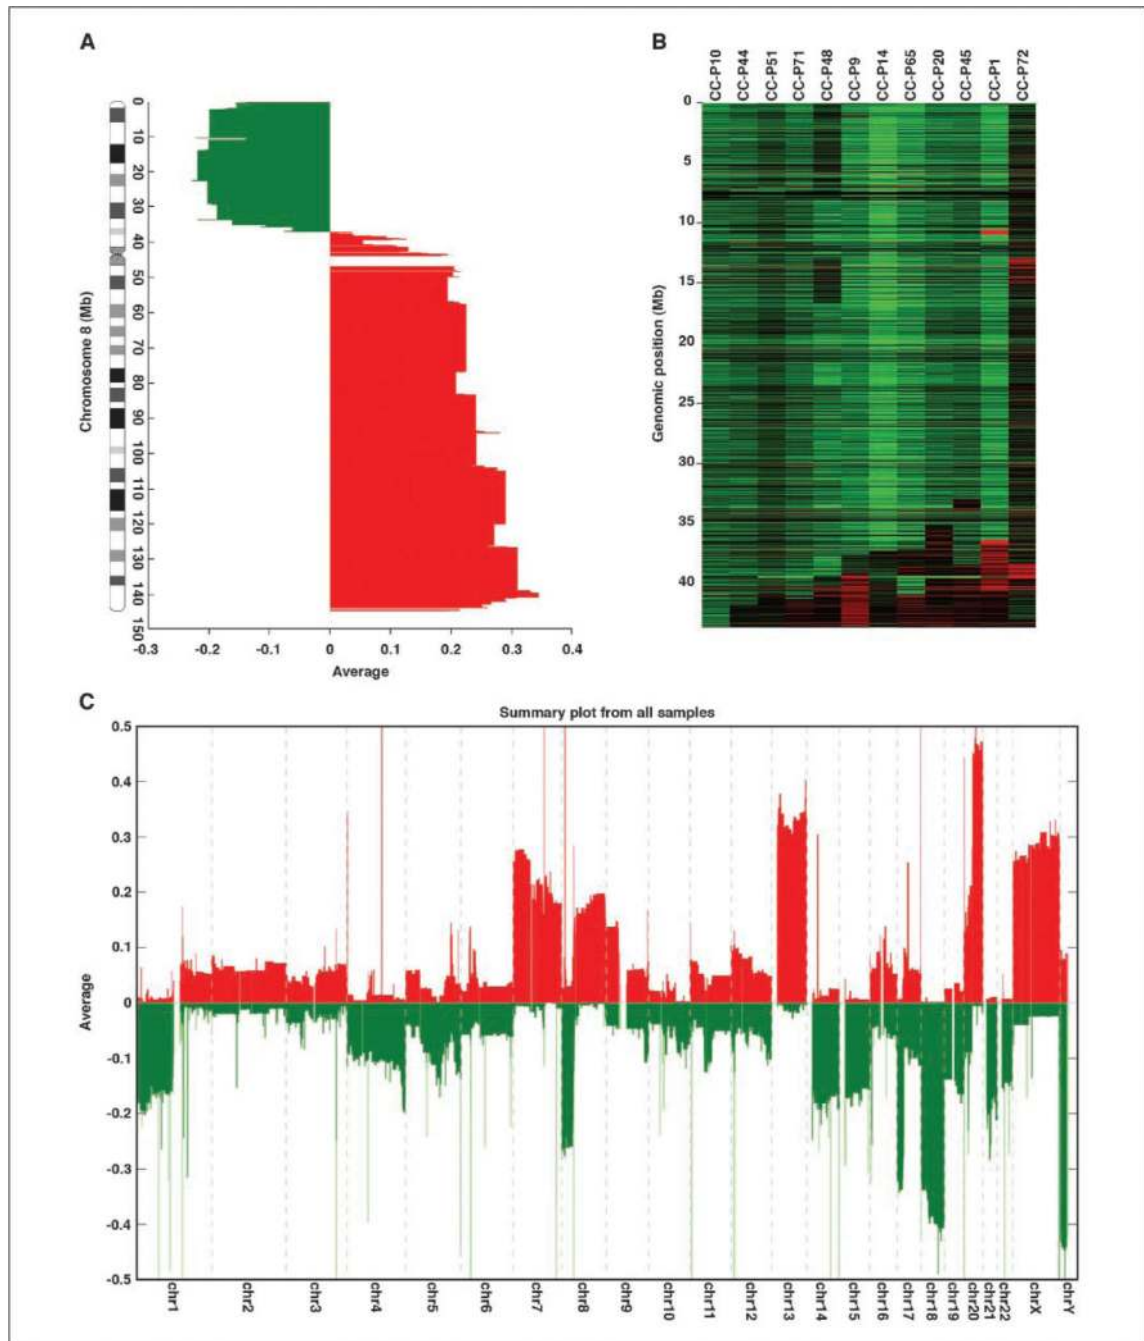 A
0
10
20
30
40
50
60
70
80
90
100
110
120
130
140
150
Chromosome 8 (Mb)
-0.3
-0.2
-0.1
0
0.1
0.2
0.3
0.4
Average
B
CC-P10
CC-P44
CC-P51
CC-P71
CC-P48
CC-P9
CC-P14
CC-P65
CC-P20
CC-P45
CC-P1
CC-P72
0
5
10
15
20
25
30
35
40
Genomic position (Mb)
C
Summary plot from all samples
0.5
0.4
0.3
0.2
0.1
0
-0.1
-0.2
-0.3
-0.4
-0.5
Average
chr1
chr2
chr3
chr4
chr5
chr6
chr7
chr8
chr9
chr10
chr11
chr12
chr13
chr14
chr15
chr16
chr17
chr18
chr19
chr20
chr21
chr22
chrX
chrY